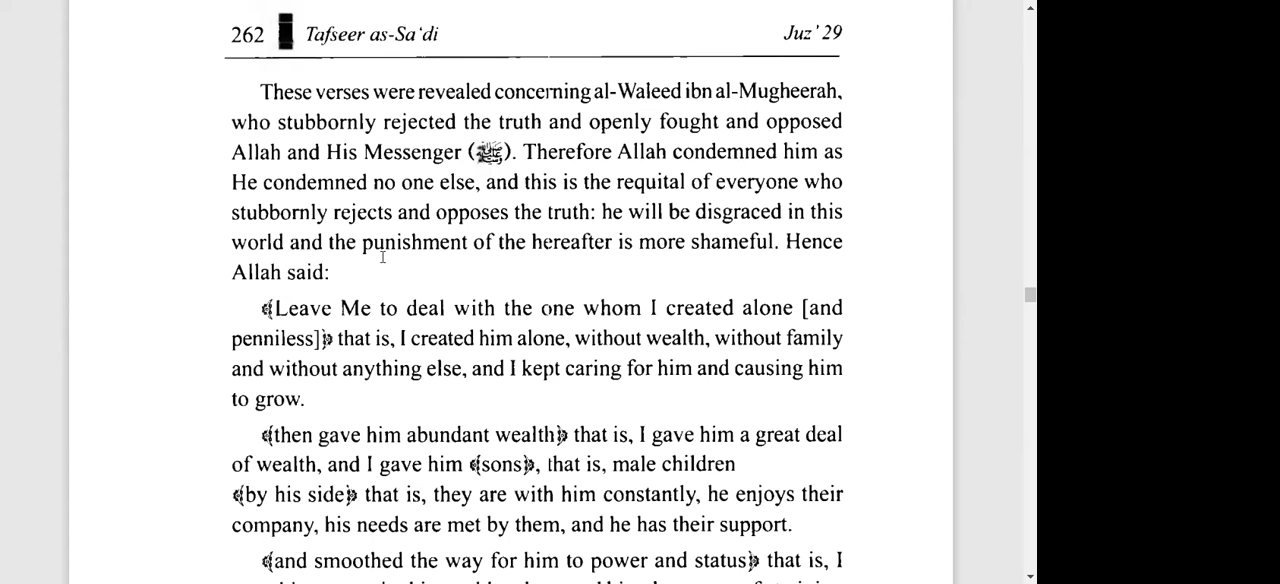 262 Tafseer as-Sa'di Juz' 29
These verses were revealed concerning al-Waleed ibn al-Mugheerah,
who stubbornly rejected the truth and openly fought and opposed
Allah and His Messenger (ﷺ). Therefore Allah condemned him as
He condemned no one else, and this is the requital of everyone who
stubbornly rejects and opposes the truth: he will be disgraced in this
world and the punishment of the hereafter is more shameful. Hence
Allah said:
﴾Leave Me to deal with the one whom I created alone [and
penniless]﴿ that is, I created him alone, without wealth, without family
and without anything else, and I kept caring for him and causing him
to grow.
﴾then gave him abundant wealth﴿ that is, I gave him a great deal
of wealth, and I gave him ﴾sons﴿, that is, male children
﴾by his side﴿ that is, they are with him constantly, he enjoys their
company, his needs are met by them, and he has their support.
﴾and smoothed the way for him to power and status﴿ that is, I